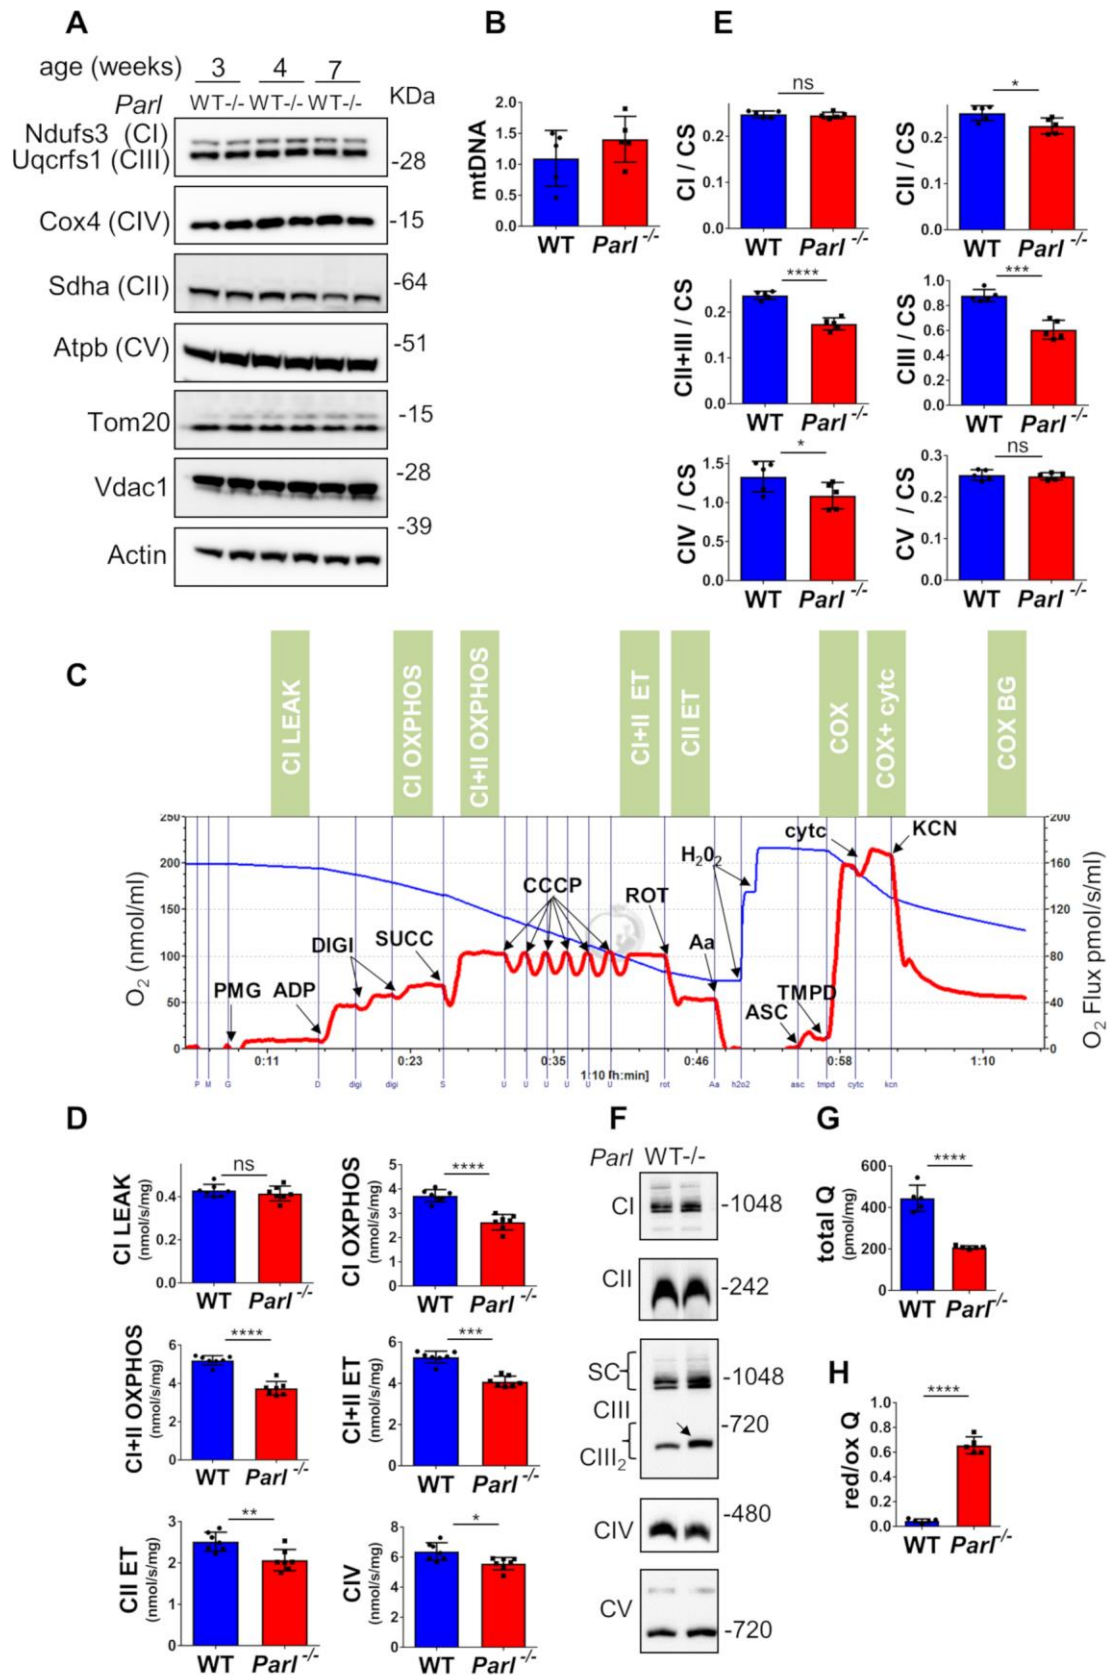 A
age (weeks) 3 4 7
Parl WT-/- WT-/- WT-/- KDa
Ndufs3 (CI)
Uqcrfs1 (CIII) -28
Cox4 (CIV) -15
Sdha (CII) -64
Atpb (CV) -51
Tom20 -15
Vdac1 -28
-39
Actin
B
mtDNA
2.0
1.5
1.0
0.5
0.0
WT Parl -/-
E
CI / CS
ns
0.2
0.1
0.0
WT Parl -/-
CII / CS
*
0.2
0.1
0.0
WT Parl -/-
CII+III / CS
****
0.2
0.1
0.0
WT Parl -/-
CIII / CS
***
1.0
0.8
0.6
0.4
0.2
0.0
WT Parl -/-
CIV / CS
*
1.5
1.0
0.5
0.0
WT Parl -/-
CV / CS
ns
0.3
0.2
0.1
0.0
WT Parl -/-
C
CI LEAK
CI OXPHOS
CI+II OXPHOS
CI+II ET
CII ET
COX
COX+ cytc
COX BG
O2 (nmol/ml)
250
200
150
100
50
0
O2 Flux pmol/s/ml)
200
160
120
80
40
0
PMG
ADP
DIGI
SUCC
CCCP
ROT
Aa
H202
ASC
TMPD
cytc
KCN
0:11 0:23 0:35 0:46 0:58 1:10
1:10 [h:min]
P M G D digi digi S U U U U U U rot Aa h2o2 asc tmpd cytc kcn
D
CI LEAK
(nmol/s/mg)
ns
0.4
0.2
0.0
WT Parl -/-
CI OXPHOS
(nmol/s/mg)
****
5
4
3
2
1
0
WT Parl -/-
CI+II OXPHOS
(nmol/s/mg)
****
6
4
2
0
WT Parl -/-
CI+II ET
(nmol/s/mg)
***
6
4
2
0
WT Parl -/-
CII ET
(nmol/s/mg)
**
3
2
1
0
WT Parl -/-
CIV
(nmol/s/mg)
*
8
6
4
2
0
WT Parl -/-
F
Parl WT-/-
CI -1048
CII -242
SC -1048
CIII -720
CIII2
CIV -480
CV -720
G
total Q
(pmol/mg)
****
600
400
200
0
WT Parl-/-
H
red/ox Q
****
1.0
0.8
0.6
0.4
0.2
0.0
WT Parl-/-